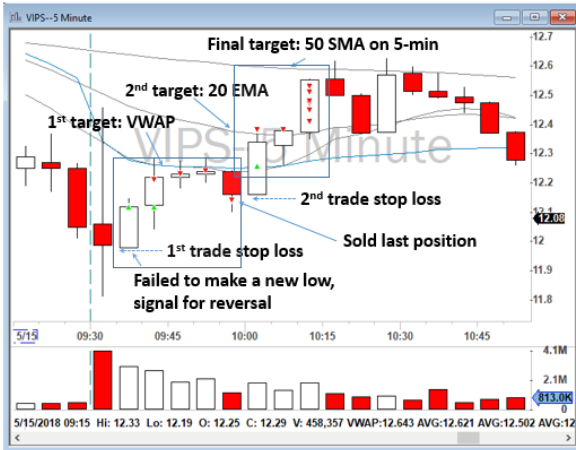 VIPS--5 Minute
Final target: 50 SMA on 5-min
2nd target: 20 EMA
1st target: VWAP
VIPS--5 Minute
2nd trade stop loss
Sold last position
1st trade stop loss
Failed to make a new low,
signal for reversal
12.7
12.6
12.5
12.4
12.3
12.2
12.08
12
11.9
11.8
5/15 09:30 09:45 10:00 10:15 10:30 10:45
4.1M
2.1M
813.0K
0
5/15/2018 09:15 Hi: 12.33 Lo: 12.19 O: 12.25 C: 12.29 V: 458,357 VWAP:12.643 AVG:12.621 AVG:12.502 AVG:12